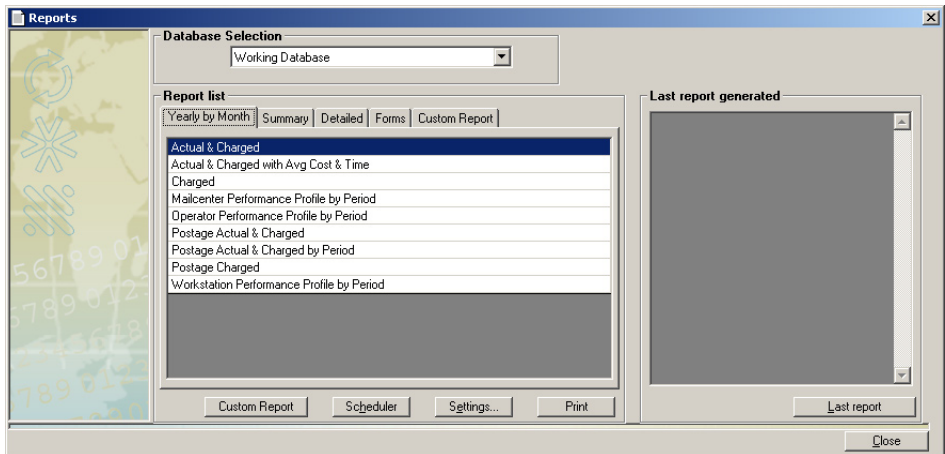 Reports
Database Selection
Working Database
Report list
Yearly by Month Summary Detailed Forms Custom Report
Actual & Charged
Actual & Charged with Avg Cost & Time
Charged
Mailcenter Performance Profile by Period
Operator Performance Profile by Period
Postage Actual & Charged
Postage Actual & Charged by Period
Postage Charged
Workstation Performance Profile by Period
Custom Report Scheduler Settings... Print
Last report generated
Last report
Close